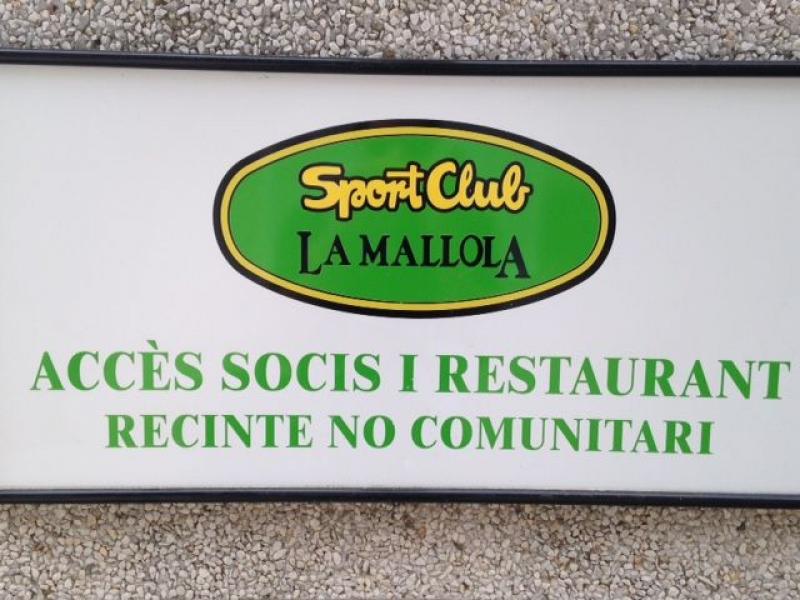 Sport Club
LA MALLOLA
ACCÈS SOCIS I RESTAURANT
RECINTE NO COMUNITARI